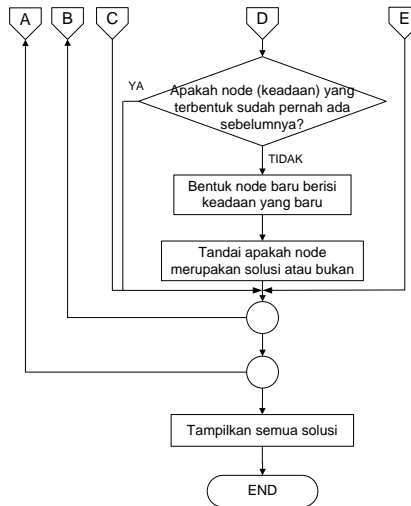 A
B
C
D
E
YA
Apakah node (keadaan) yang
terbentuk sudah pernah ada
sebelumnya?
TIDAK
Bentuk node baru berisi
keadaan yang baru
Tandai apakah node
merupakan solusi atau bukan
Tampilkan semua solusi
END